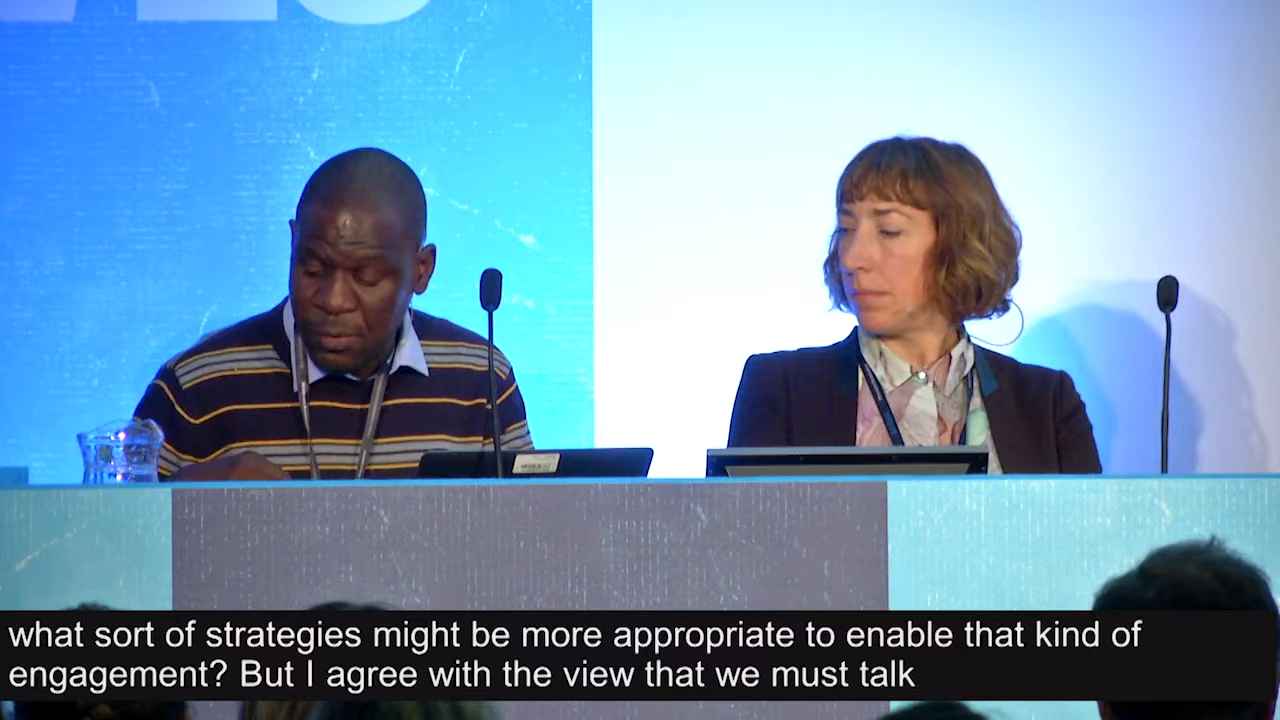 what sort of strategies might be more appropriate to enable that kind of
engagement? But I agree with the view that we must talk